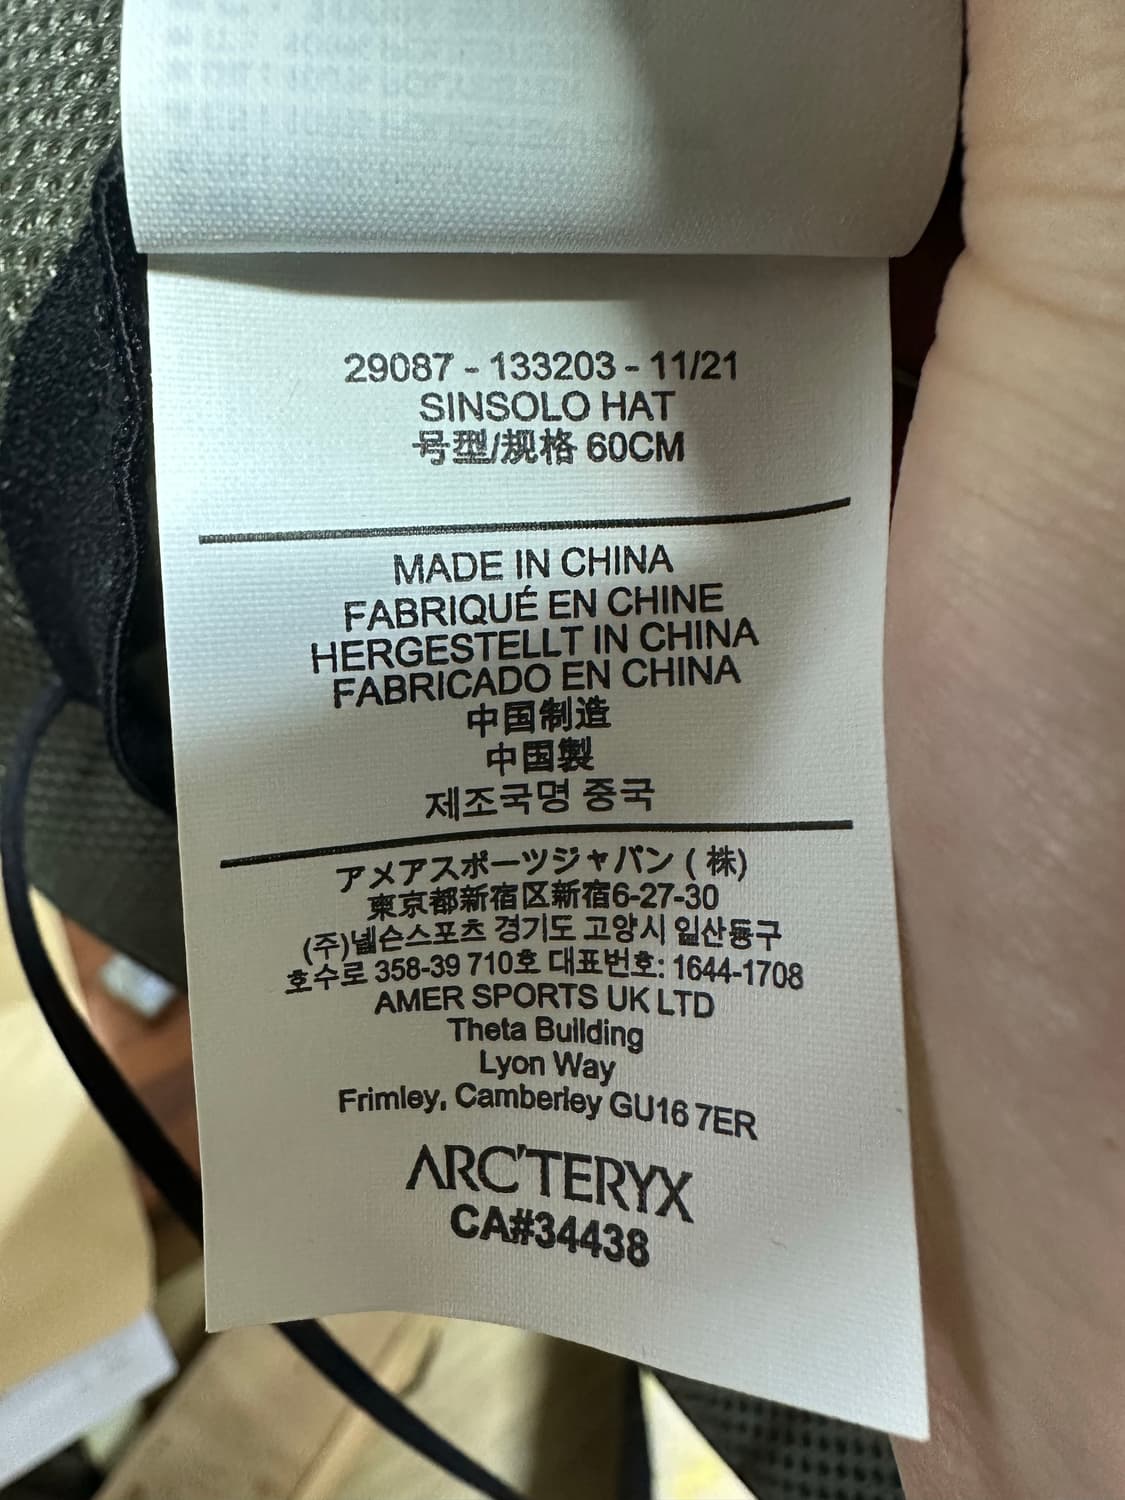 29087 - 133203 - 11/21
SINSOLO HAT
号型/规格 60CM
MADE IN CHINA
FABRIQUÉ EN CHINE
HERGESTELLT IN CHINA
FABRICADO EN CHINA
中国制造
中国製
제조국명 중국
アメアスポーツジャパン ( 株)
東京都新宿区新宿6-27-30
(주)넬슨스포츠 경기도 고양시 일산동구
호수로 358-39 710호 대표번호: 1644-1708
AMER SPORTS UK LTD
Theta Building
Lyon Way
Frimley, Camberley GU16 7ER
ARC'TERYX
CA#34438